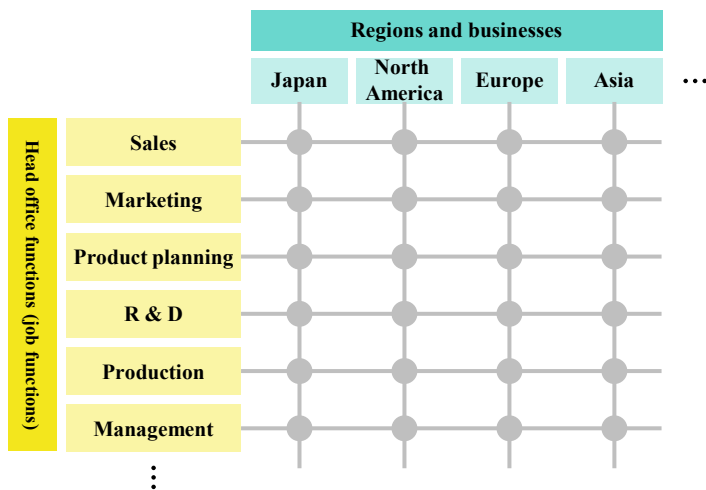 Regions and businesses
Japan
North
America
Europe
Asia
...
Head office functions (job functions)
Sales
Marketing
Product planning
R & D
Production
Management
⋮